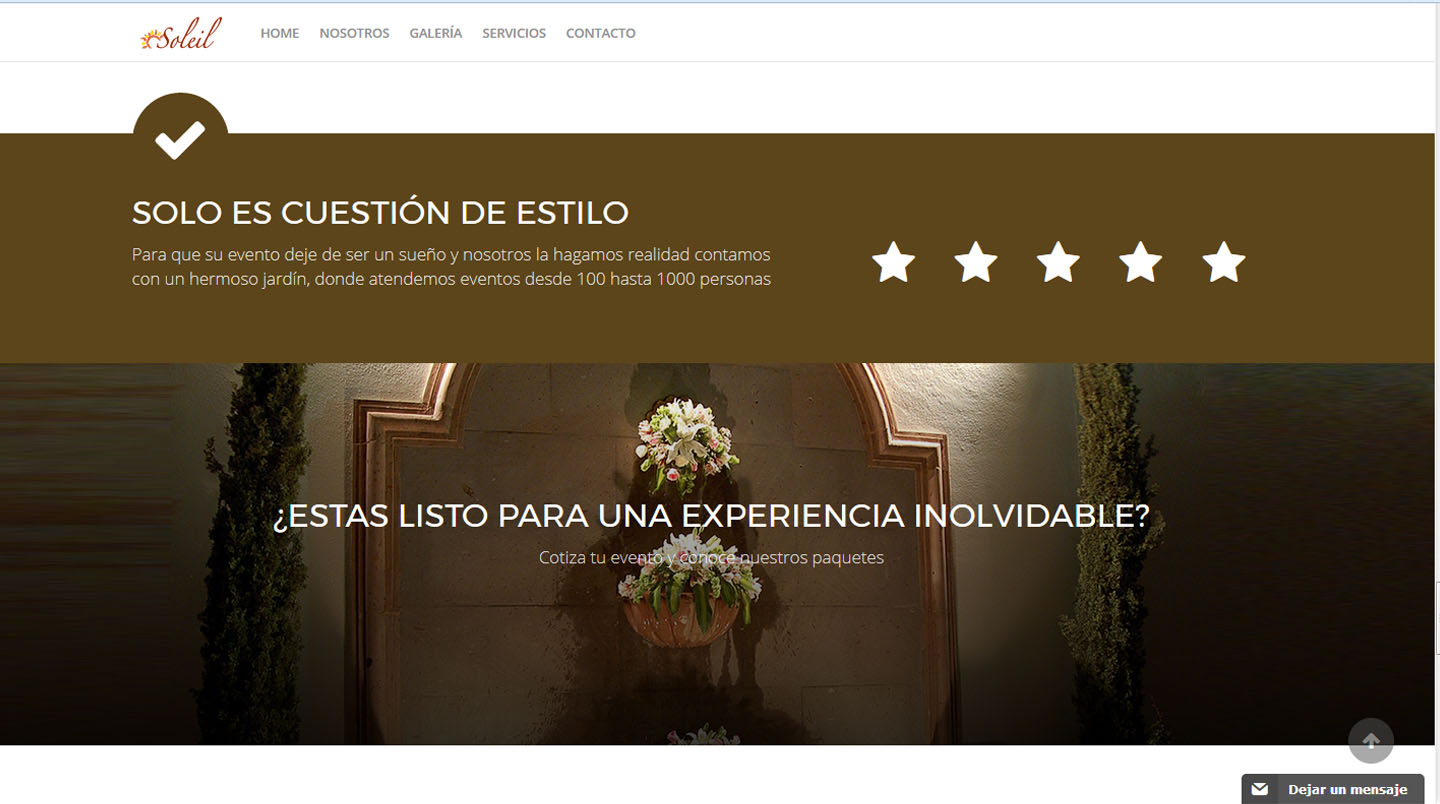 Soleil
HOME NOSOTROS GALERÍA SERVICIOS CONTACTO
SOLO ES CUESTIÓN DE ESTILO
Para que su evento deje de ser un sueño y nosotros la hagamos realidad contamos
con un hermoso jardín, donde atendemos eventos desde 100 hasta 1000 personas
¿ESTAS LISTO PARA UNA EXPERIENCIA INOLVIDABLE?
Cotiza tu evento y conoce nuestros paquetes
Dejar un mensaje